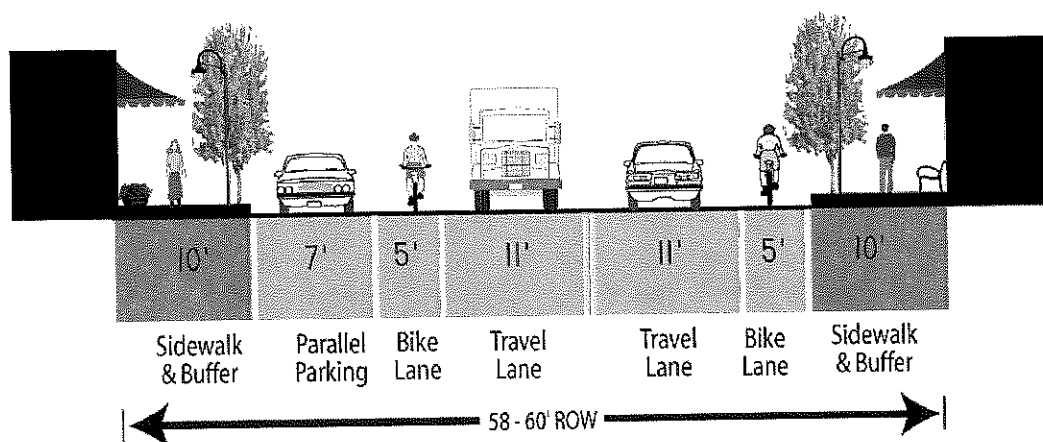 10' 7' 5' 11' 11' 5' 10'
Sidewalk & Buffer
Parallel Parking
Bike Lane
Travel Lane
Travel Lane
Bike Lane
Sidewalk & Buffer
58 - 60' ROW